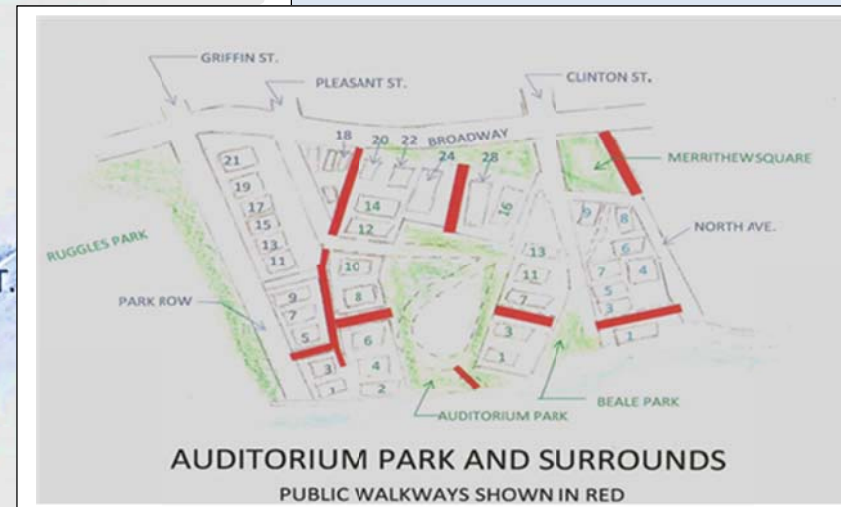 GRIFFIN ST.
PLEASANT ST.
CLINTON ST.
18 20 22 BROADWAY
24 28
MERRITHEW SQUARE
21
19
17
15
13
11
14
12
16
9 8
NORTH AVE.
RUGGLES PARK
T.
13
11
6
7 4
5
3
10
8
PARK ROW
9
7
5
7
3
6
3
4
1
1
2
BEALE PARK
AUDITORIUM PARK
AUDITORIUM PARK AND SURROUNDS
PUBLIC WALKWAYS SHOWN IN RED